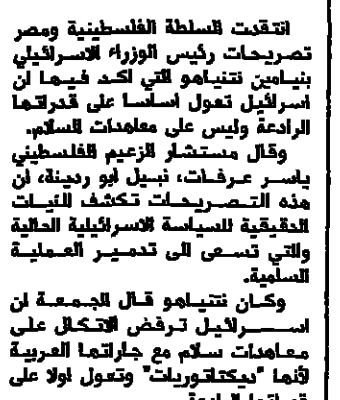 انتقدت السلطة الفلسطينية ومصر
تصريحات رئيس الوزراء الاسرائيلي
بنيامين نتنياهو التي اكد فيها ان
اسرائيل تعول اساسا على قدراتها
الرادعة وليس على معاهدات السلام.
وقال مستشار الزعيم الفلسطيني
ياسر عرفات، نبيل ابو ردينة، ان
هذه التصريحات تكشف النيات
الحقيقية للسياسة الاسرائيلية الحالية
والتي تسعى الى تدمير العملية
السلمية.
وكان نتنياهو قال الجمعة ان
اسرائيل ترفض الاتكال على
معاهدات سلام مع جاراتها العربية
لأنها "ديكتاتوريات" وتعول اولا على